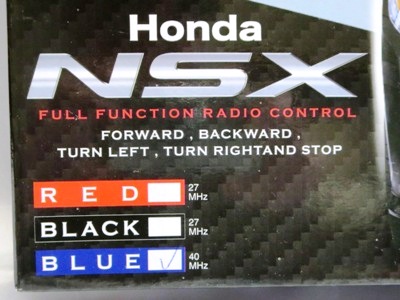 Honda
NSX
FULL FUNCTION RADIO CONTROL
FORWARD , BACKWARD ,
TURN LEFT , TURN RIGHTAND STOP
RED 27 MHz
BLACK 27 MHz
BLUE ✓ 40 MHz